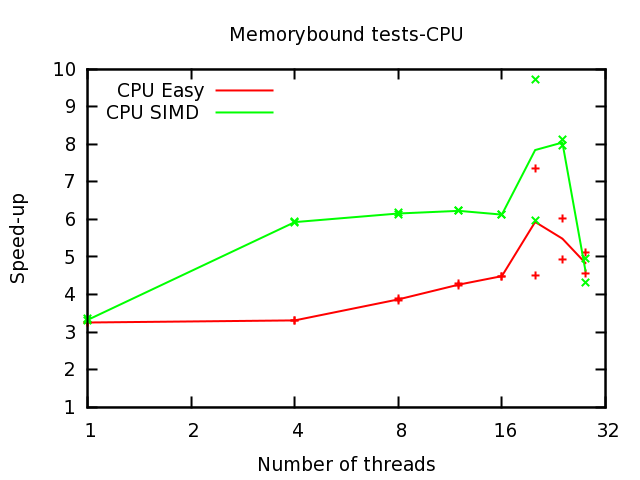 Memorybound tests-CPU
10
9
8
7
6
5
4
3
2
1
CPU Easy
CPU SIMD
Speed-up
1 2 4 8 16 32
Number of threads